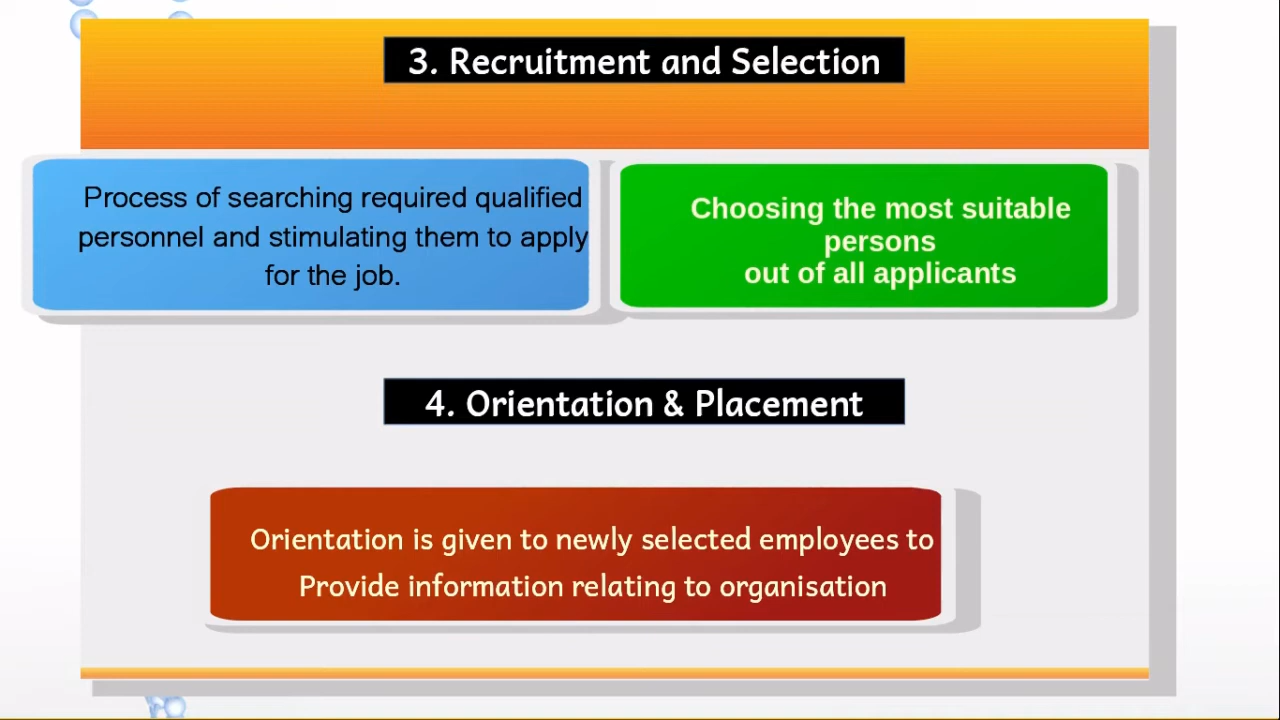 3. Recruitment and Selection
Process of searching required qualified
personnel and stimulating them to apply
for the job.
Choosing the most suitable
persons
out of all applicants
4. Orientation & Placement
Orientation is given to newly selected employees to
Provide information relating to organisation